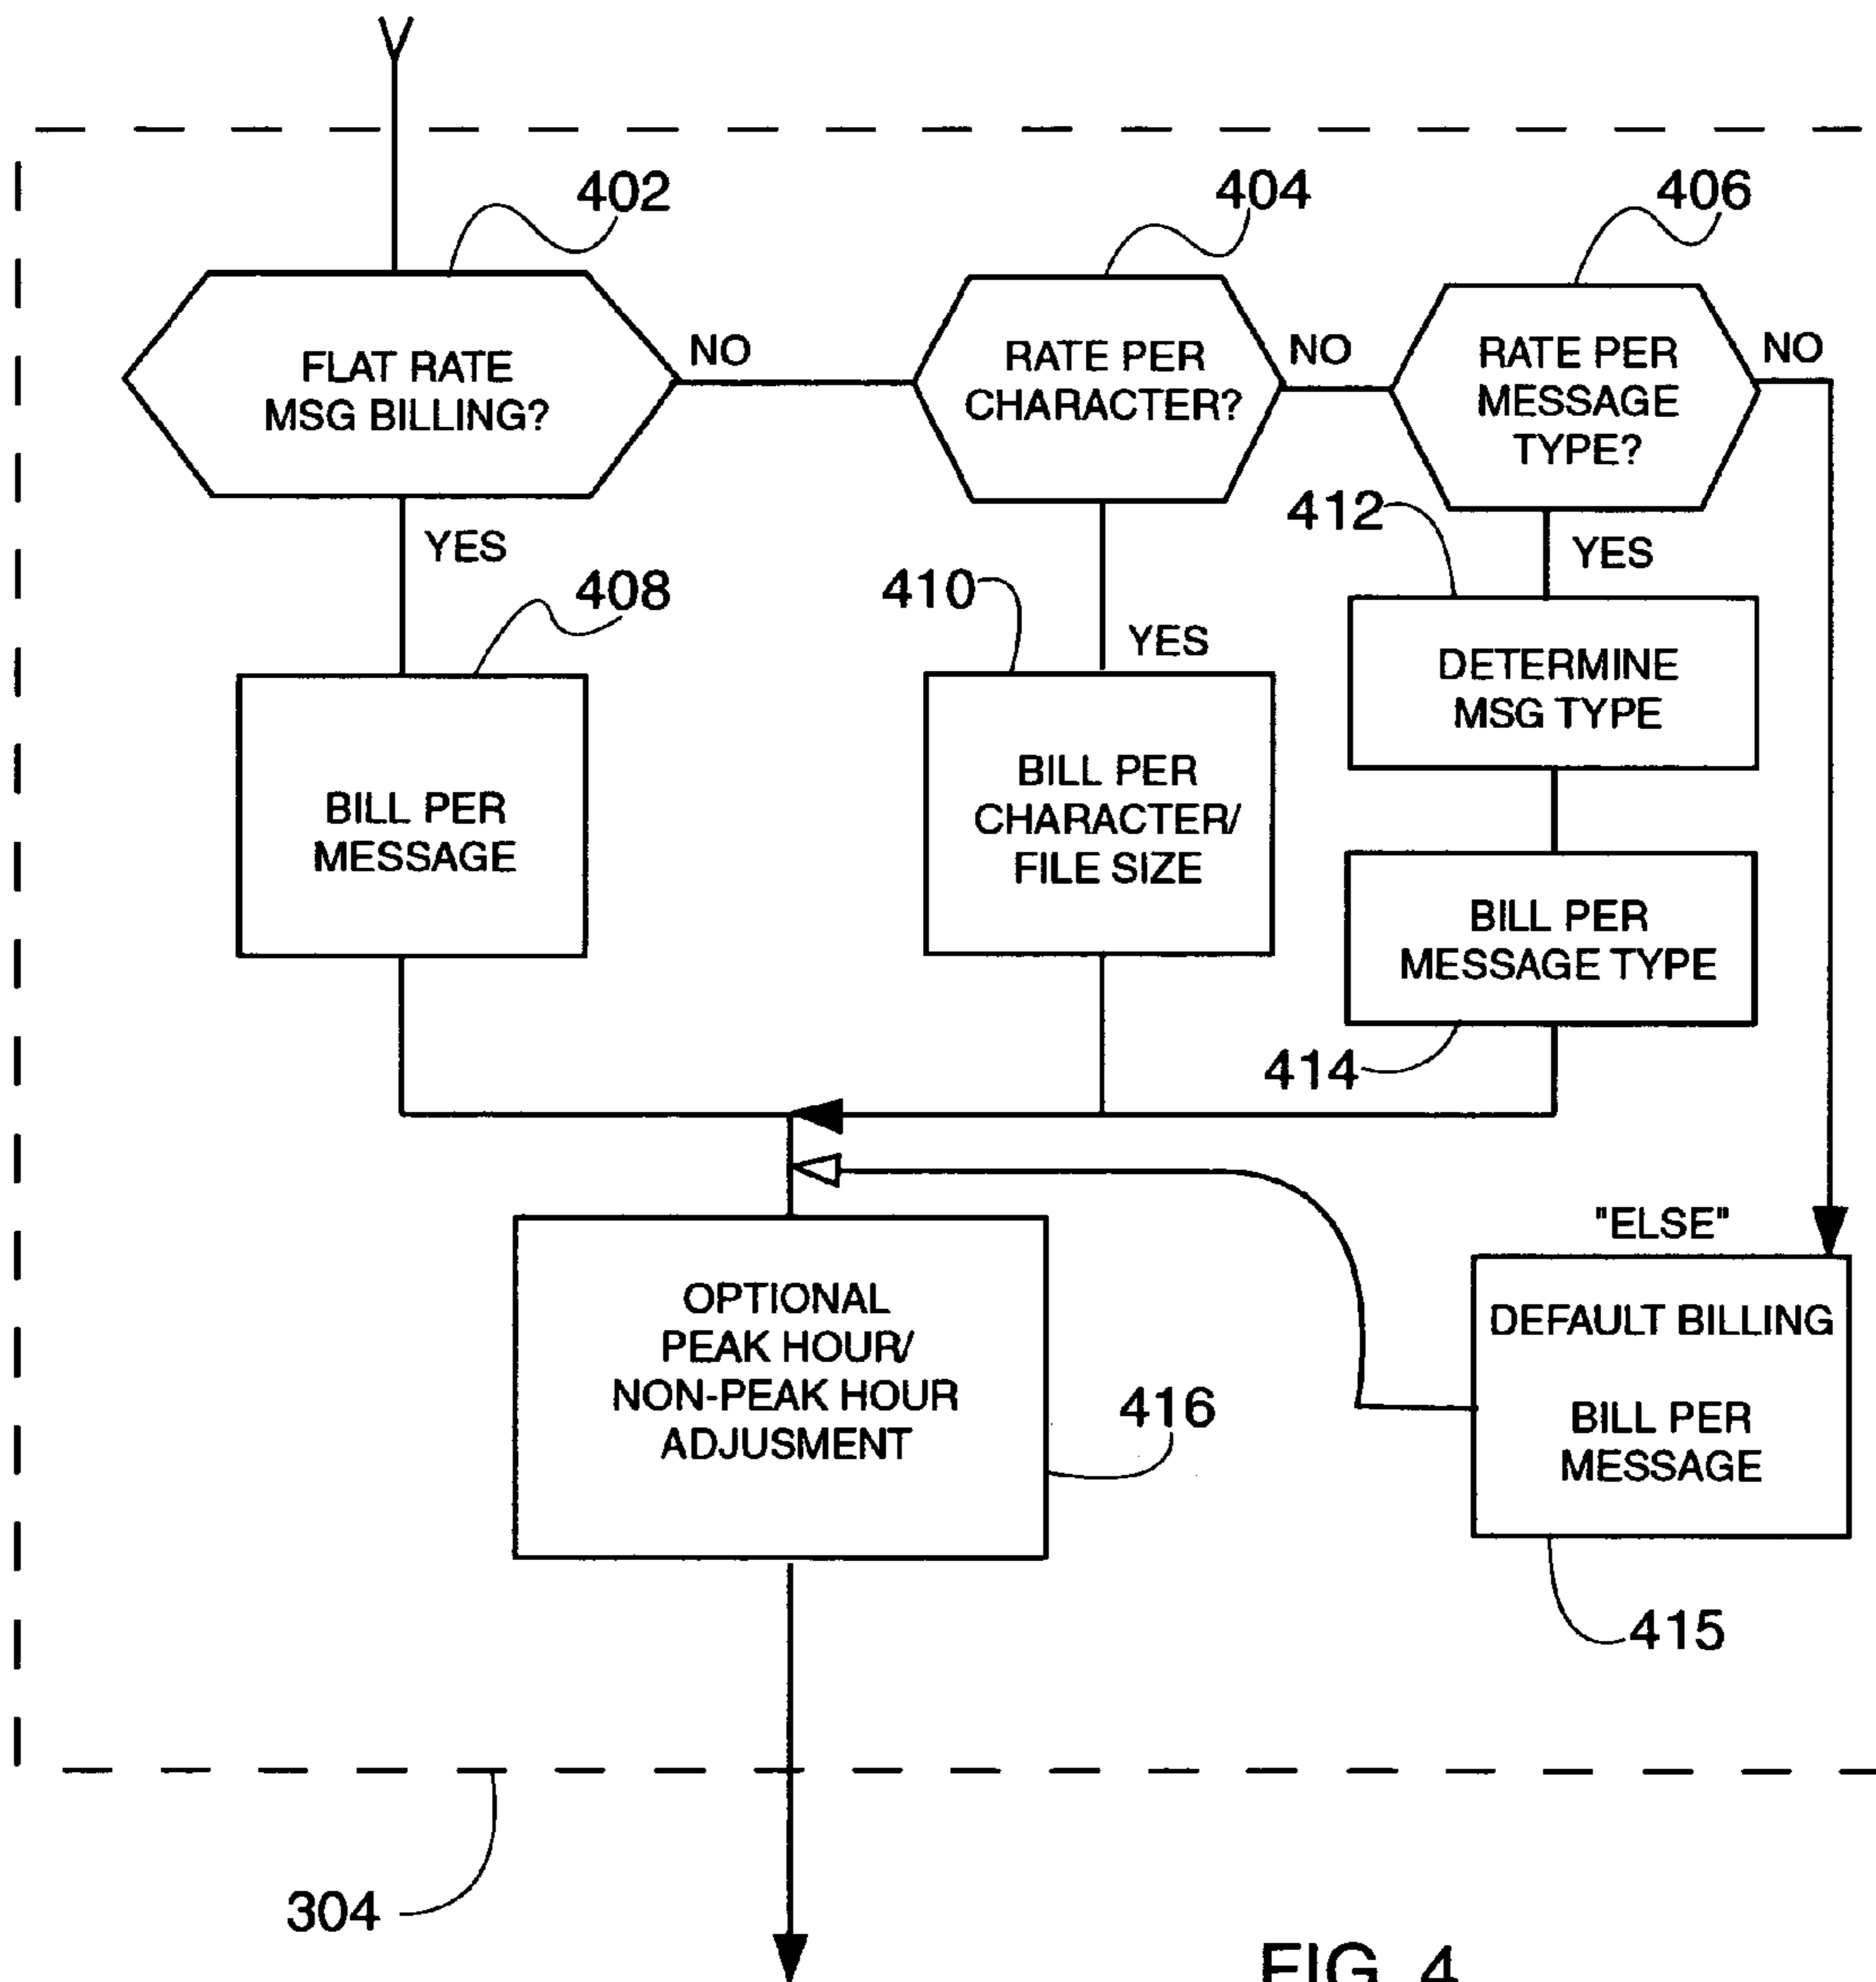 402
404
406
FLAT RATE
MSG BILLING?
NO
RATE PER
CHARACTER?
NO
RATE PER
MESSAGE
TYPE?
NO
YES
408
410
YES
412
YES
BILL PER
MESSAGE
BILL PER
CHARACTER/
FILE SIZE
DETERMINE
MSG TYPE
BILL PER
MESSAGE TYPE
414
"ELSE"
OPTIONAL
PEAK HOUR/
NON-PEAK HOUR
ADJUSMENT
416
DEFAULT BILLING
BILL PER
MESSAGE
415
304
FIG. 4